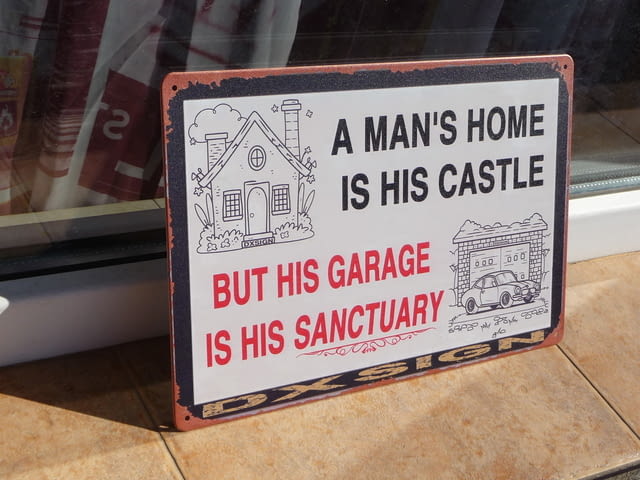 A MAN'S HOME
IS HIS CASTLE
DXSIGN
BUT HIS GARAGE
IS HIS SANCTUARY
DXSIGN